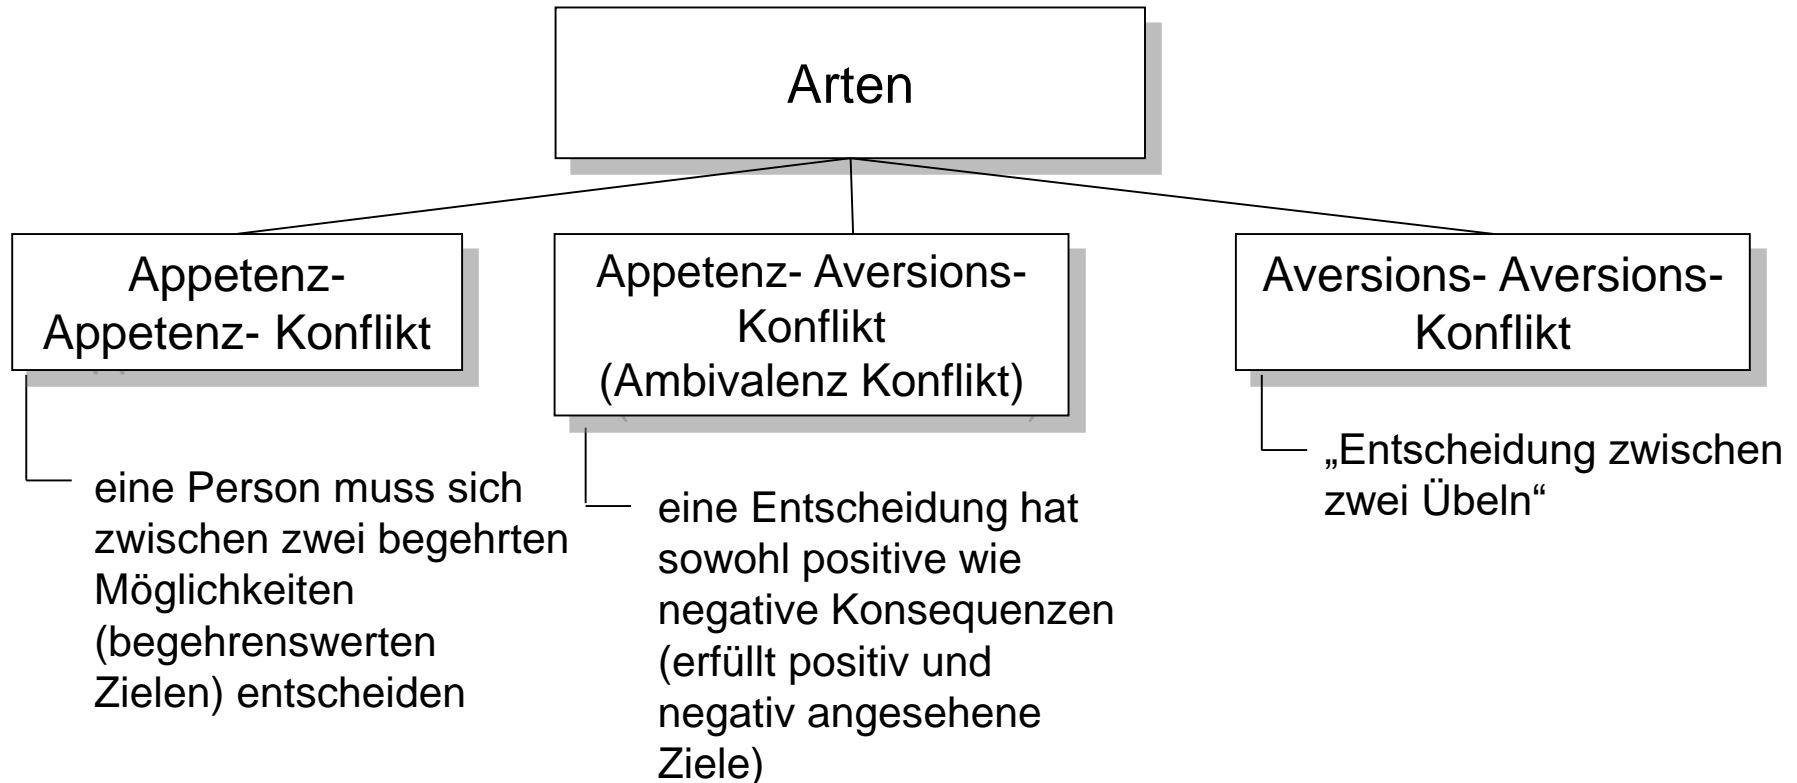 Arten
Appetenz-
Appetenz- Konflikt
Appetenz- Aversions-
Konflikt
(Ambivalenz Konflikt)
Aversions- Aversions-
Konflikt
eine Person muss sich
zwischen zwei begehrten
Möglichkeiten
(begehrenswerten
Zielen) entscheiden
eine Entscheidung hat
sowohl positive wie
negative Konsequenzen
(erfüllt positiv und
negativ angesehene
Ziele)
„Entscheidung zwischen
zwei Übeln“